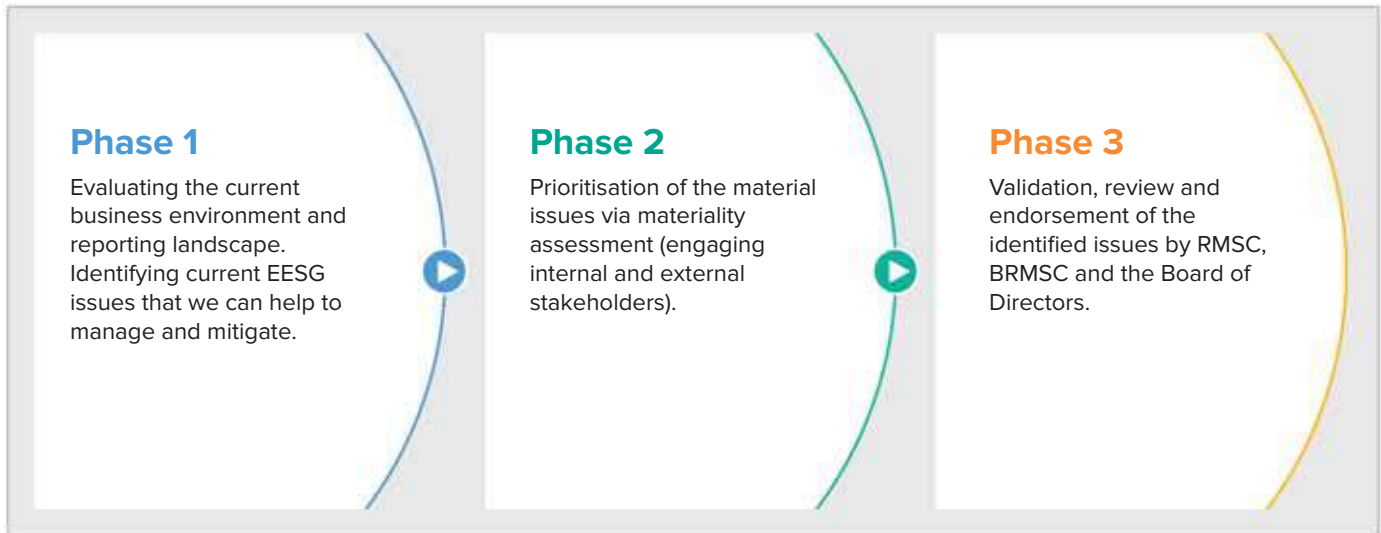 Phase 1
Evaluating the current
business environment and
reporting landscape.
Identifying current EESG
issues that we can help to
manage and mitigate.
Phase 2
Prioritisation of the material
issues via materiality
assessment (engaging
internal and external
stakeholders).
Phase 3
Validation, review and
endorsement of the
identified issues by RMSC,
BRMSC and the Board of
Directors.